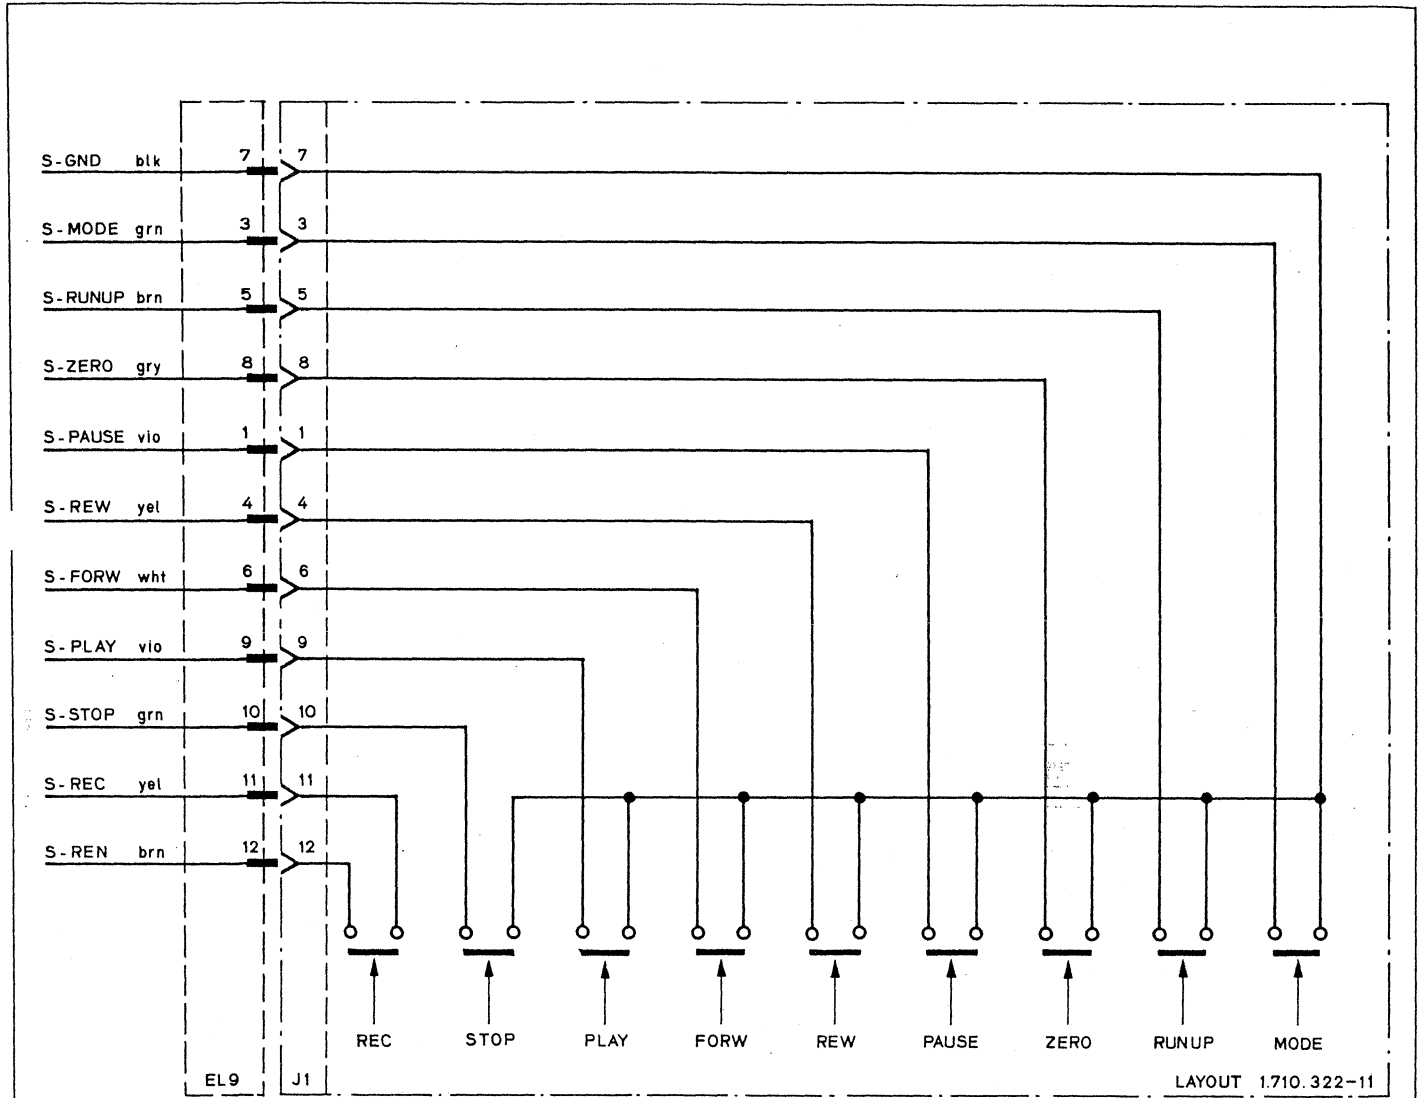 S-GND blk 7 7
S-MODE grn 3 3
S-RUNUP brn 5 5
S-ZERO gry 8 8
S-PAUSE vio 1 1
S-REW yel 4 4
S-FORW wht 6 6
S-PLAY vio 9 9
S-STOP grn 10 10
S-REC yel 11 11
S-REN brn 12 12
REC STOP PLAY FORW REW PAUSE ZERO RUNUP MODE
EL9 J1 LAYOUT 1.710.322-11